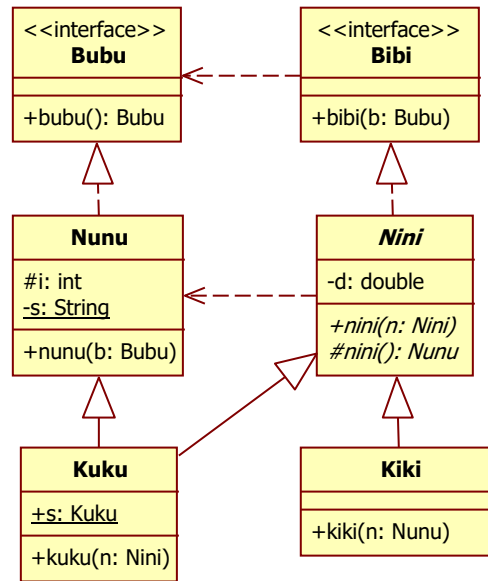 <<interface>>
Bubu
+bubu(): Bubu
<<interface>>
Bibi
+bibi(b: Bubu)
Nunu
#i: int
-s: String
+nunu(b: Bubu)
Nini
-d: double
+nini(n: Nini)
#nini(): Nunu
Kuku
+s: Kuku
+kuku(n: Nini)
Kiki
+kiki(n: Nunu)